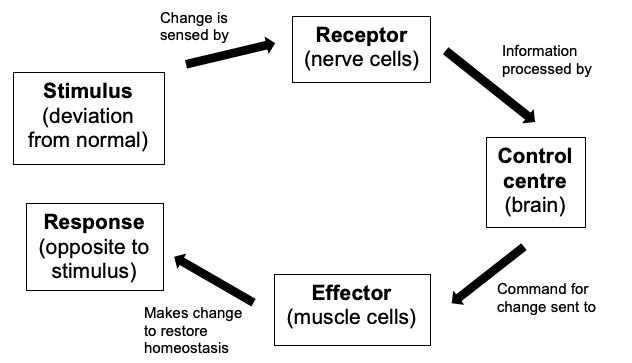 Change is
sensed by
Receptor
(nerve cells)
Information
processed by
Stimulus
(deviation
from normal)
Control
centre
(brain)
Response
(opposite to
stimulus)
Effector
(muscle cells)
Command for
change sent to
Makes change
to restore
homeostasis